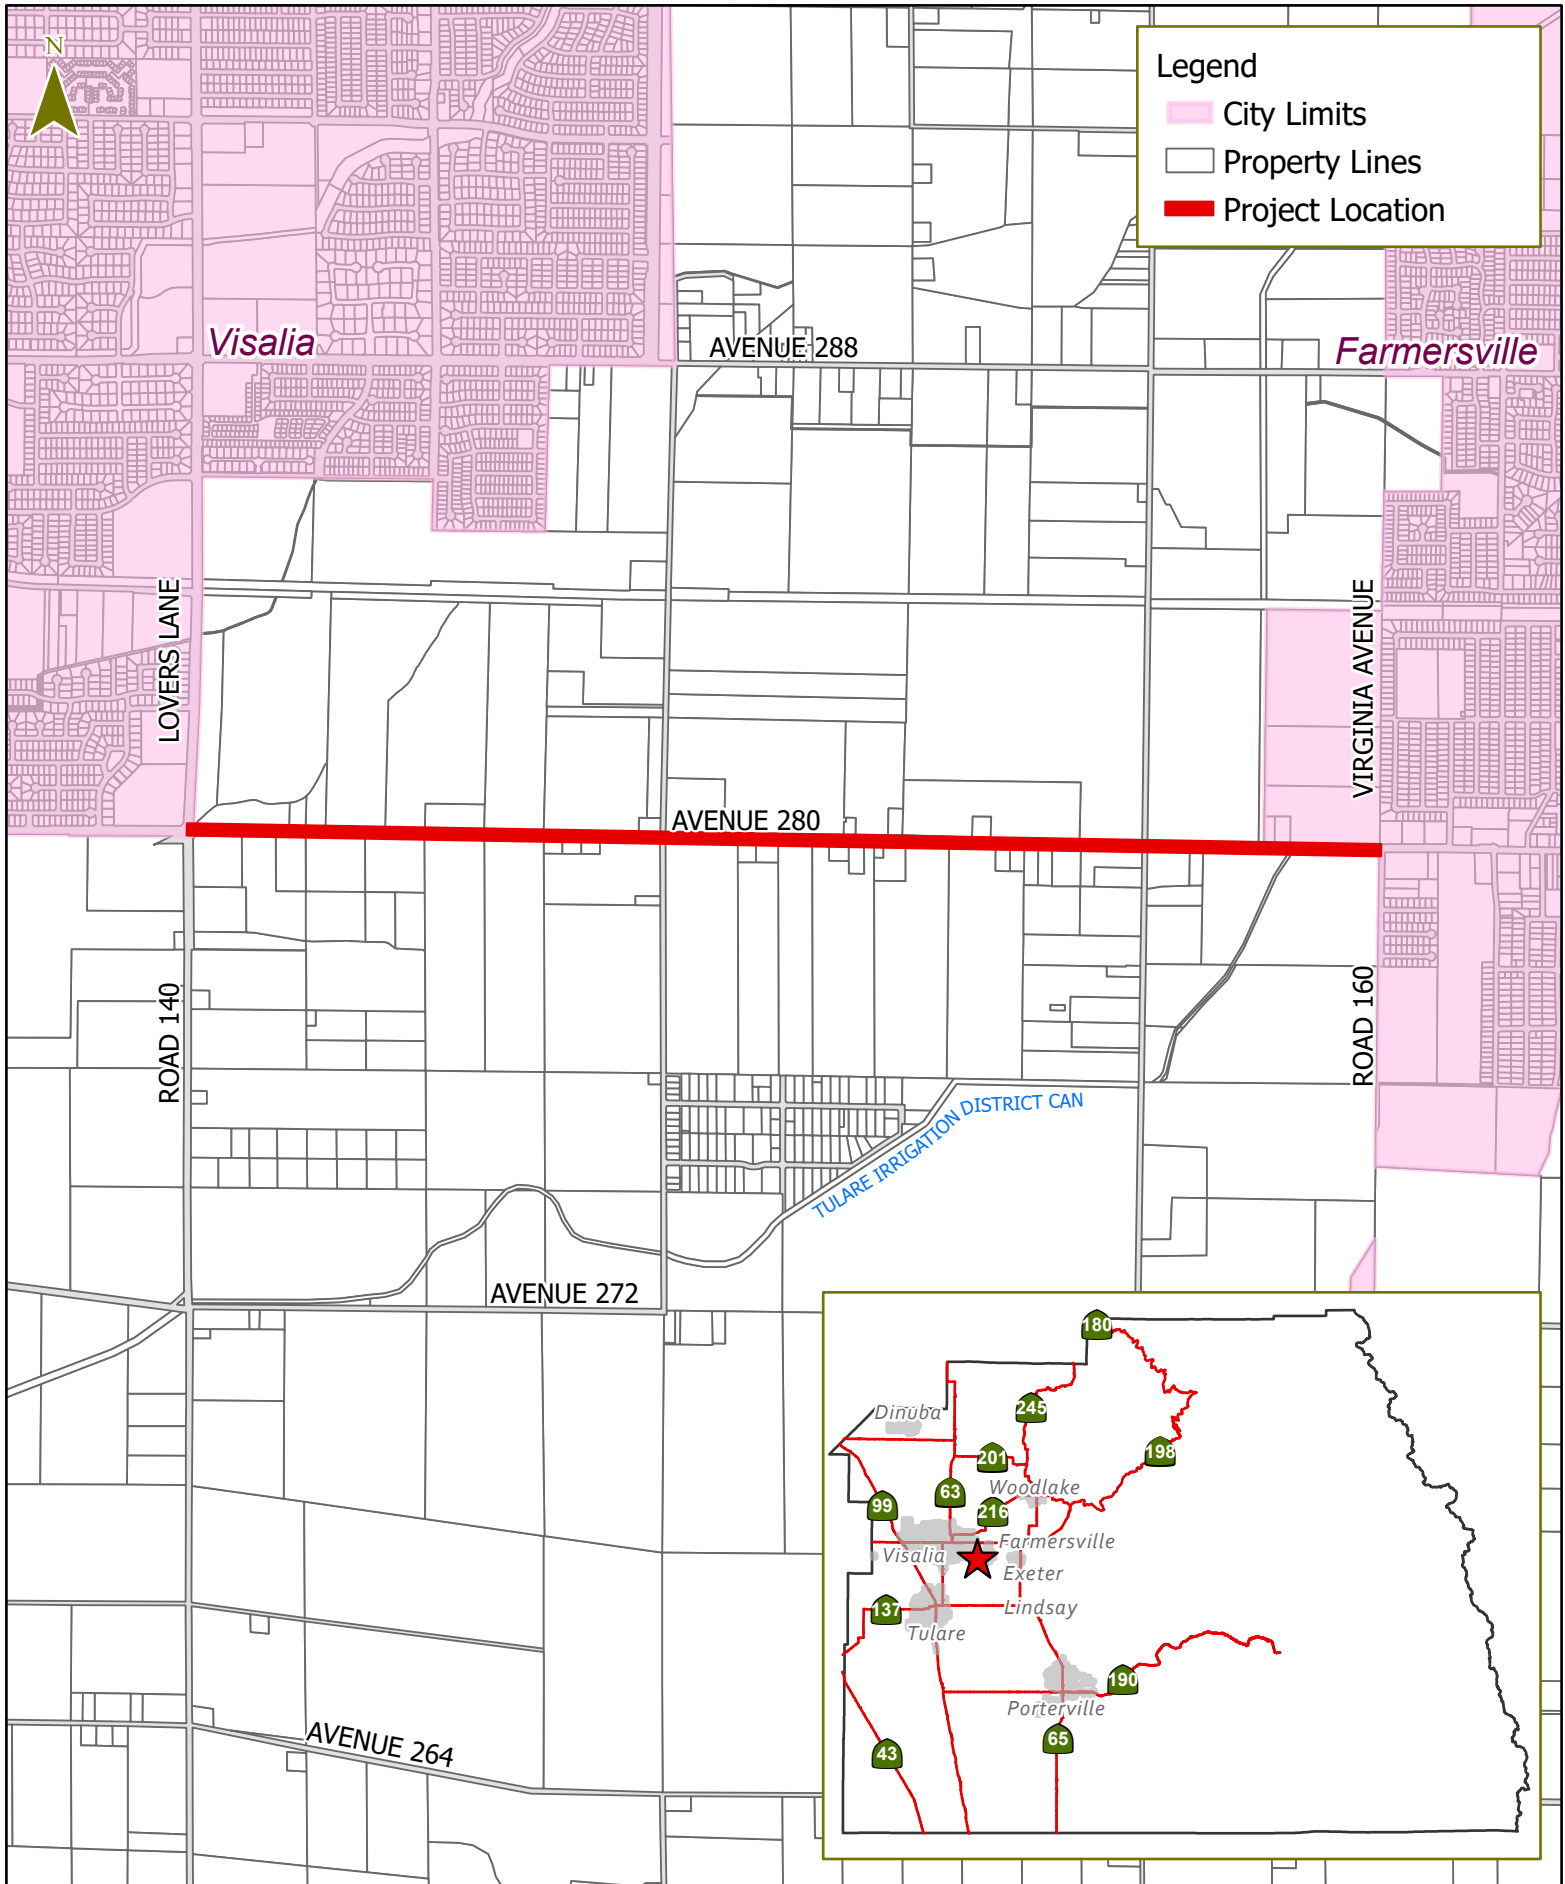 N
Legend
City Limits
Property Lines
Project Location
Visalia
AVENUE 288
Farmersville
LOVERS LANE
VIRGINIA AVENUE
AVENUE 280
ROAD 140
ROAD 160
TULARE IRRIGATION DISTRICT CAN
AVENUE 272
AVENUE 264
180
Dinuba
245
201
198
Woodlake
63
99
216
Farmersville
Visalia
Exeter
Lindsay
137
Tulare
190
Porterville
65
43